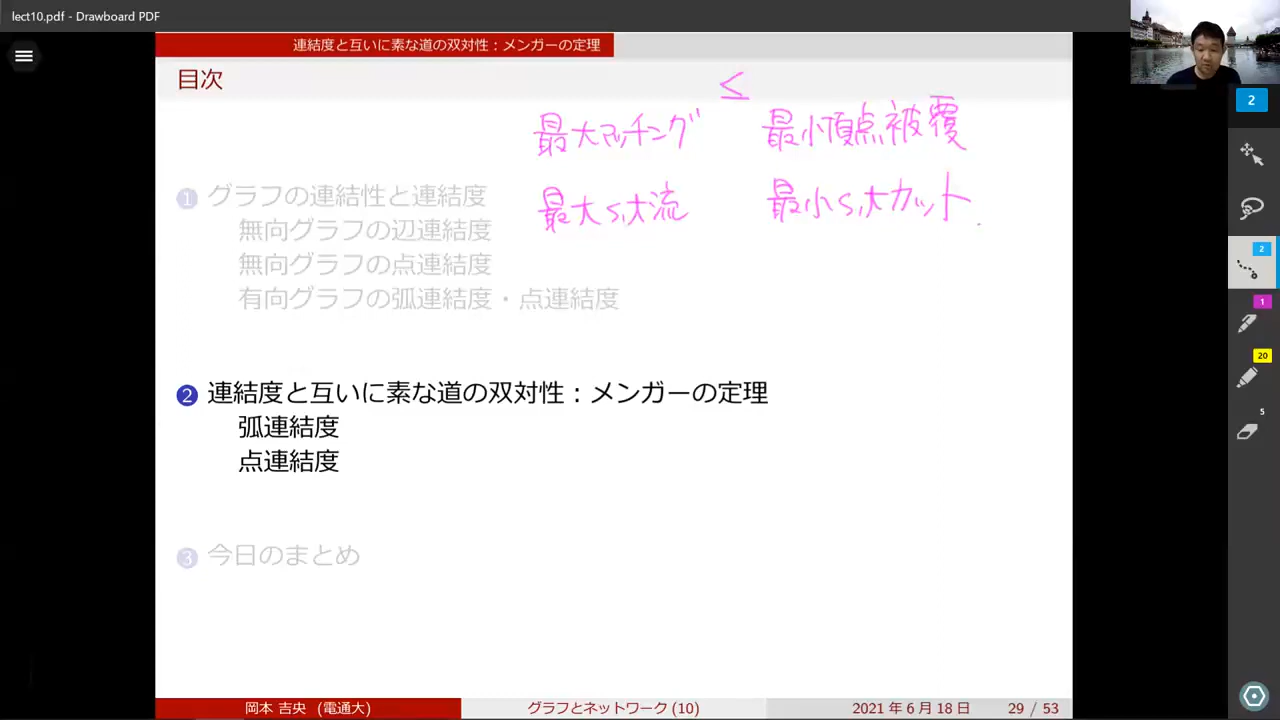 lect10.pdf - Drawboard PDF
連結度と互いに素な道の双対性：メンガーの定理
目次
≤
最大マッチング 最小頂点被覆
最大s,t流 最小s,tカット
1 グラフの連結性と連結度
無向グラフの辺連結度
無向グラフの点連結度
有向グラフの弧連結度・点連結度
2 連結度と互いに素な道の双対性：メンガーの定理
弧連結度
点連結度
3 今日のまとめ
岡本 吉央 (電通大) グラフとネットワーク (10) 2021 年 6 月 18 日 29 / 53
2
2
1
20
5